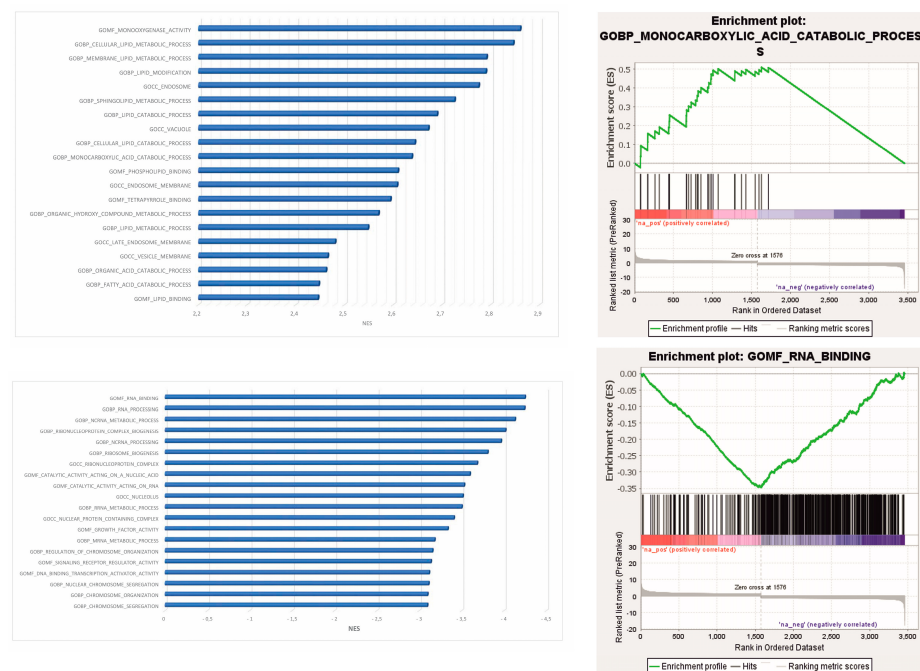 GOMF_MONOOXYGENASE_ACTIVITY
GOBP_CELLULAR_LIPID_METABOLIC_PROCESS
GOBP_MEMBRANE_LIPID_METABOLIC_PROCESS
GOBP_LIPID_MODIFICATION
GOCC_ENDOSOME
GOBP_SPHINGOLIPID_METABOLIC_PROCESS
GOBP_LIPID_CATABOLIC_PROCESS
GOCC_VACUOLE
GOBP_CELLULAR_LIPID_CATABOLIC_PROCESS
GOBP_MONOCARBOXYLIC_ACID_CATABOLIC_PROCESS
GOMF_PHOSPHOLIPID_BINDING
GOCC_ENDOSOME_MEMBRANE
GOMF_TETRAPYRROLE_BINDING
GOBP_ORGANIC_HYDROXY_COMPOUND_METABOLIC_PROCESS
GOBP_LIPID_METABOLIC_PROCESS
GOCC_LATE_ENDOSOME_MEMBRANE
GOCC_VESICLE_MEMBRANE
GOBP_ORGANIC_ACID_CATABOLIC_PROCESS
GOBP_FATTY_ACID_CATABOLIC_PROCESS
GOMF_LIPID_BINDING
2,2 2,3 2,4 2,5 2,6 2,7 2,8 2,9
NES
Enrichment plot:
GOBP_MONOCARBOXYLIC_ACID_CATABOLIC_PROCES
S
Enrichment score (ES)
0.5
0.4
0.3
0.2
0.1
0.0
Ranked list metric (PreRanked)
30
20
10
0
-10
-20
'na_pos' (positively correlated)
Zero cross at 1576
'na_neg' (negatively correlated)
0 500 1,000 1,500 2,000 2,500 3,000 3,500
Rank in Ordered Dataset
Enrichment profile Hits Ranking metric scores
GOMF_RNA_BINDING
GOBP_RNA_PROCESSING
GOBP_NCRNA_METABOLIC_PROCESS
GOBP_RIBONUCLEOPROTEIN_COMPLEX_BIOGENESIS
GOBP_NCRNA_PROCESSING
GOBP_RIBOSOME_BIOGENESIS
GOCC_RIBONUCLEOPROTEIN_COMPLEX
GOMF_CATALYTIC_ACTIVITY_ACTING_ON_A_NUCLEIC_ACID
GOMF_CATALYTIC_ACTIVITY_ACTING_ON_RNA
GOCC_NUCLEOLUS
GOBP_RRNA_METABOLIC_PROCESS
GOCC_NUCLEAR_PROTEIN_CONTAINING_COMPLEX
GOMF_GROWTH_FACTOR_ACTIVITY
GOBP_MRNA_METABOLIC_PROCESS
GOBP_REGULATION_OF_CHROMOSOME_ORGANIZATION
GOMF_SIGNALING_RECEPTOR_REGULATOR_ACTIVITY
GOMF_DNA_BINDING_TRANSCRIPTION_ACTIVATOR_ACTIVITY
GOBP_NUCLEAR_CHROMOSOME_SEGREGATION
GOBP_CHROMOSOME_ORGANIZATION
GOBP_CHROMOSOME_SEGREGATION
0 -0,5 -1 -1,5 -2 -2,5 -3 -3,5 -4 -4,5
NES
Enrichment plot: GOMF_RNA_BINDING
Enrichment score (ES)
0.00
-0.05
-0.10
-0.15
-0.20
-0.25
-0.30
-0.35
Ranked list metric (PreRanked)
30
20
10
0
-10
-20
'na_pos' (positively correlated)
Zero cross at 1576
'na_neg' (negatively correlated)
0 500 1,000 1,500 2,000 2,500 3,000 3,500
Rank in Ordered Dataset
Enrichment profile Hits Ranking metric scores